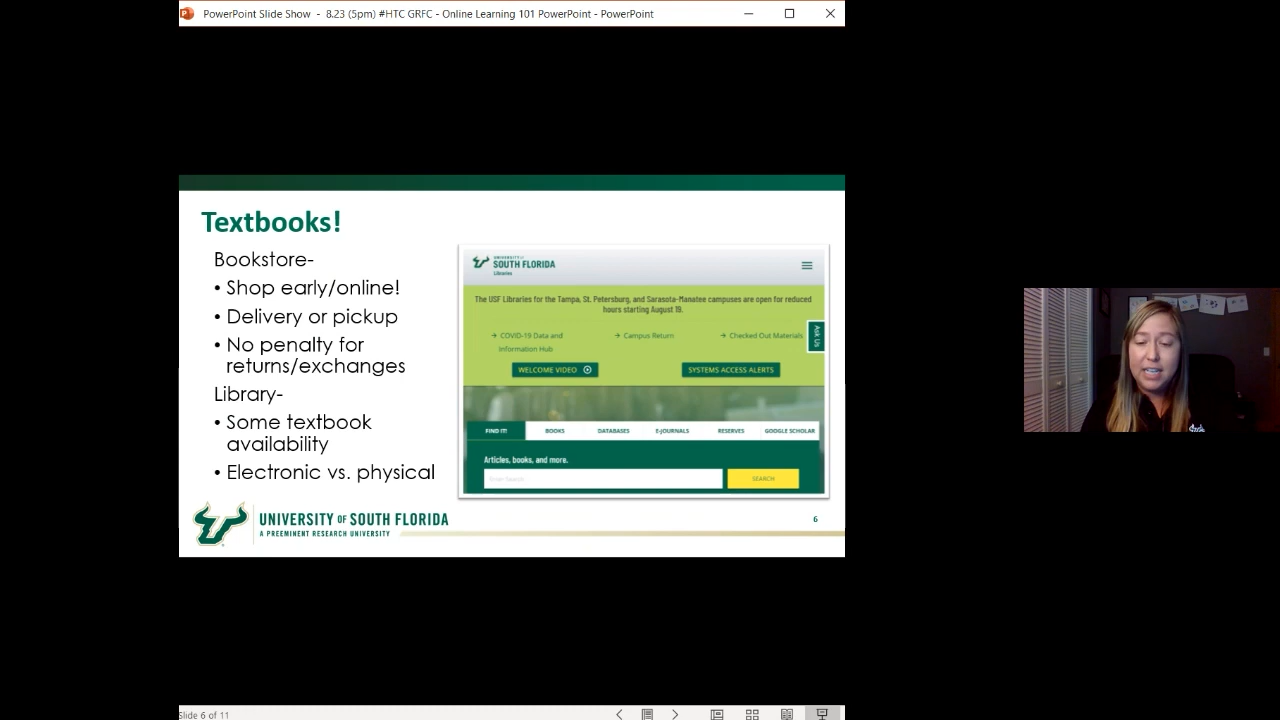 PowerPoint Slide Show - 8.23 (5pm) #HTC GRFC - Online Learning 101 PowerPoint - PowerPoint
Textbooks!
Bookstore-
• Shop early/online!
• Delivery or pickup
• No penalty for
returns/exchanges
Library-
• Some textbook
availability
• Electronic vs. physical
UNIVERSITY OF
SOUTH FLORIDA
Libraries
The USF Libraries for the Tampa, St. Petersburg, and Sarasota-Manatee campuses are open for reduced
hours starting August 19.
→ COVID-19 Data and
Information Hub
→ Campus Return
→ Checked Out Materials
Ask Us
WELCOME VIDEO
SYSTEMS ACCESS ALERTS
FIND IT! BOOKS DATABASES E-JOURNALS RESERVES GOOGLE SCHOLAR
Articles, books, and more.
Enter Search
SEARCH
UNIVERSITY OF SOUTH FLORIDA
A PREEMINENT RESEARCH UNIVERSITY
6
Slide 6 of 11